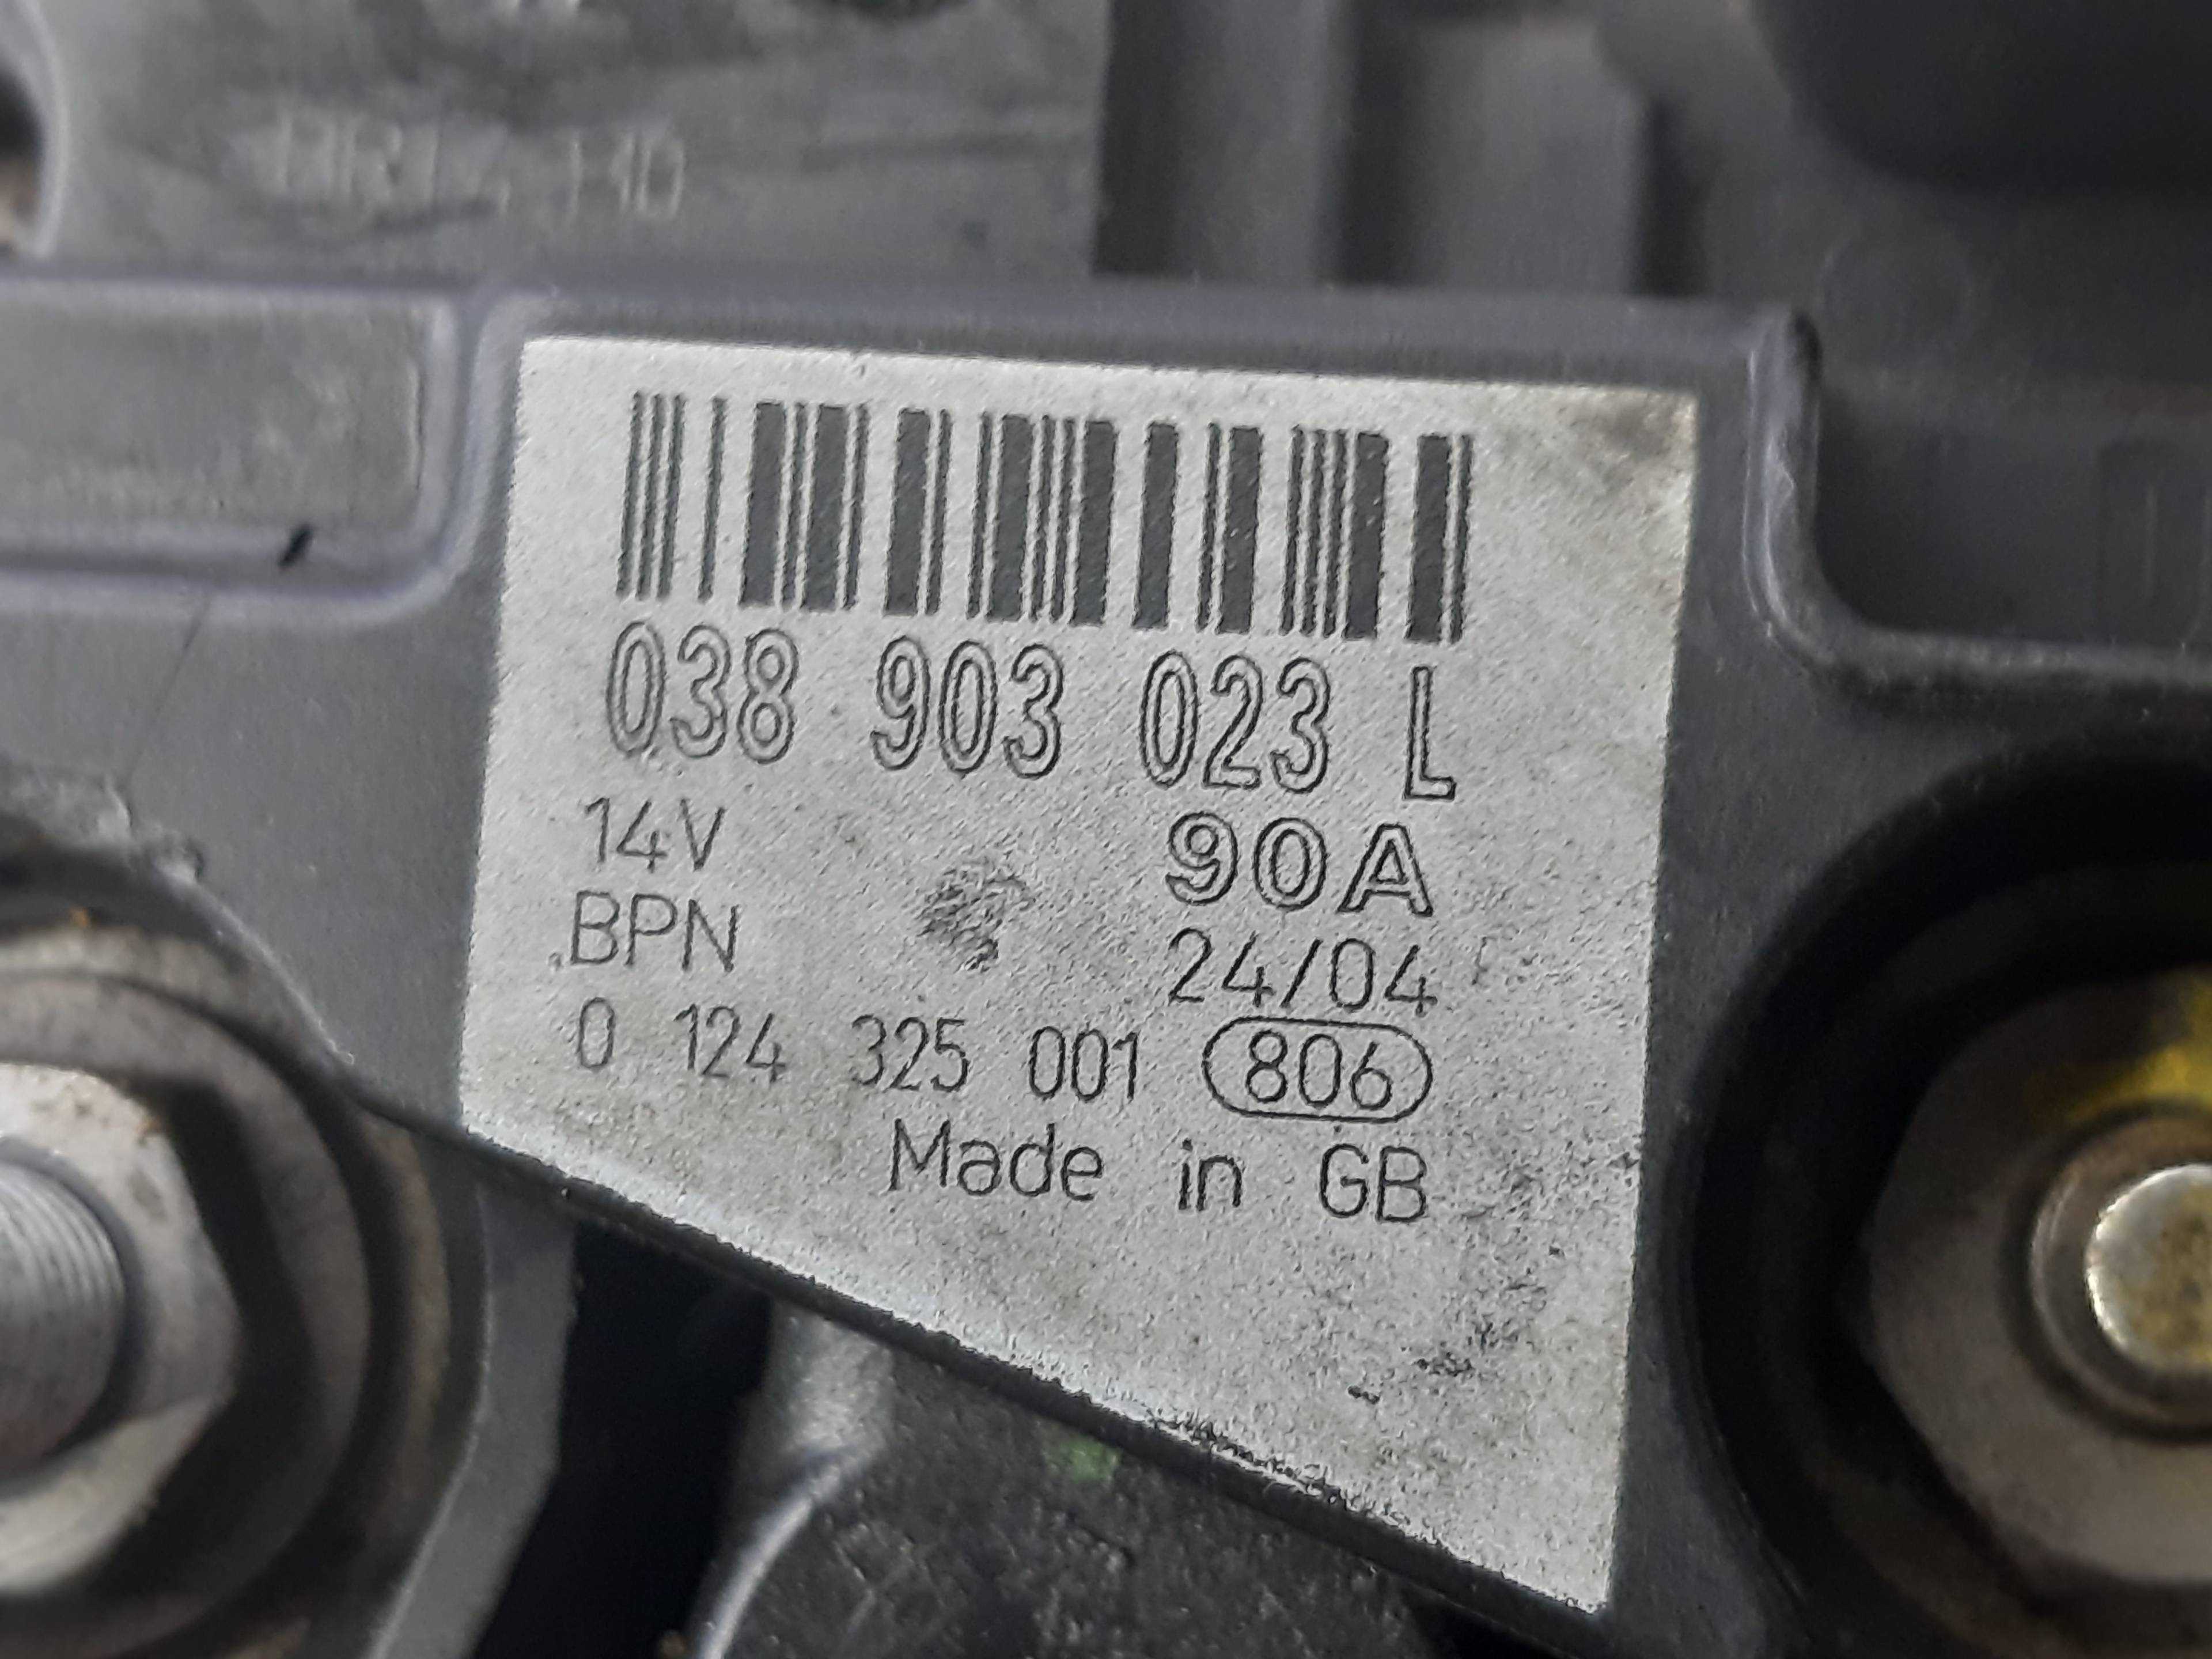 038 903 023 L
14V 90A
BPN 24/04
0 124 325 001 806
Made in GB